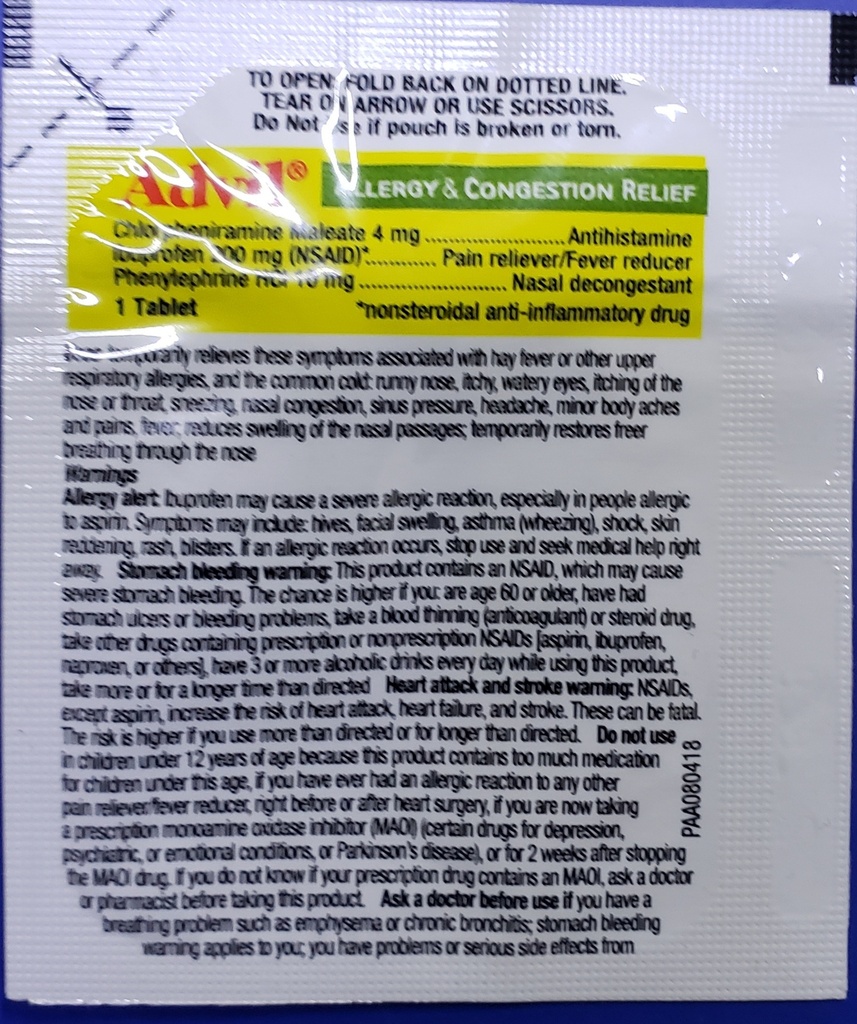 TO OPEN: FOLD BACK ON DOTTED LINE.
TEAR ON ARROW OR USE SCISSORS.
Do Not Use if pouch is broken or torn.
Advil®
ALLERGY & CONGESTION RELIEF
Chlorpheniramine Maleate 4 mg ........................ Antihistamine
Ibuprofen 200 mg (NSAID)*............ Pain reliever/Fever reducer
Phenylephrine HCl 10 mg .......................... Nasal decongestant
1 Tablet *nonsteroidal anti-inflammatory drug
Uses temporarily relieves these symptoms associated with hay fever or other upper
respiratory allergies, and the common cold: runny nose, itchy, watery eyes, itching of the
nose or throat, sneezing, nasal congestion, sinus pressure, headache, minor body aches
and pains, fever; reduces swelling of the nasal passages; temporarily restores freer
breathing through the nose
Warnings
Allergy alert: Ibuprofen may cause a severe allergic reaction, especially in people allergic
to aspirin. Symptoms may include: hives, facial swelling, asthma (wheezing), shock, skin
reddening, rash, blisters. If an allergic reaction occurs, stop use and seek medical help right
away. Stomach bleeding warning: This product contains an NSAID, which may cause
severe stomach bleeding. The chance is higher if you: are age 60 or older, have had
stomach ulcers or bleeding problems, take a blood thinning (anticoagulant) or steroid drug,
take other drugs containing prescription or nonprescription NSAIDs [aspirin, ibuprofen,
naproxen, or others], have 3 or more alcoholic drinks every day while using this product,
take more or for a longer time than directed Heart attack and stroke warning: NSAIDs,
except aspirin, increase the risk of heart attack, heart failure, and stroke. These can be fatal.
The risk is higher if you use more than directed or for longer than directed. Do not use
in children under 12 years of age because this product contains too much medication
for children under this age, if you have ever had an allergic reaction to any other
pain reliever/fever reducer, right before or after heart surgery, if you are now taking
a prescription monoamine oxidase inhibitor (MAOI) (certain drugs for depression,
psychiatric, or emotional conditions, or Parkinson's disease), or for 2 weeks after stopping
the MAOI drug. If you do not know if your prescription drug contains an MAOI, ask a doctor
or pharmacist before taking this product. Ask a doctor before use if you have a
breathing problem such as emphysema or chronic bronchitis; stomach bleeding
warning applies to you; you have problems or serious side effects from
PAA080418